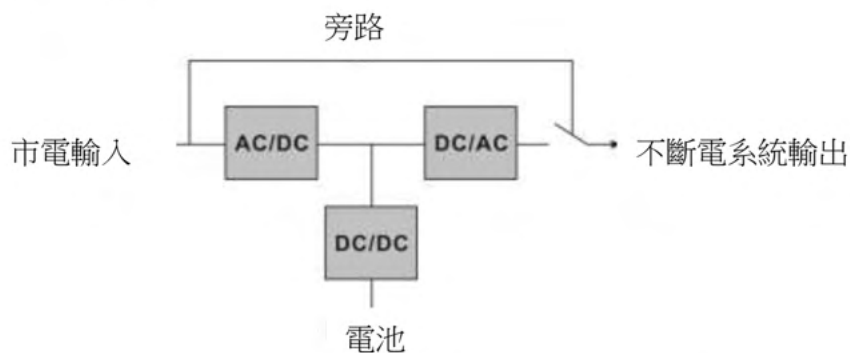 旁路
市電輸入
AC/DC
DC/AC
不斷電系統輸出
DC/DC
電池